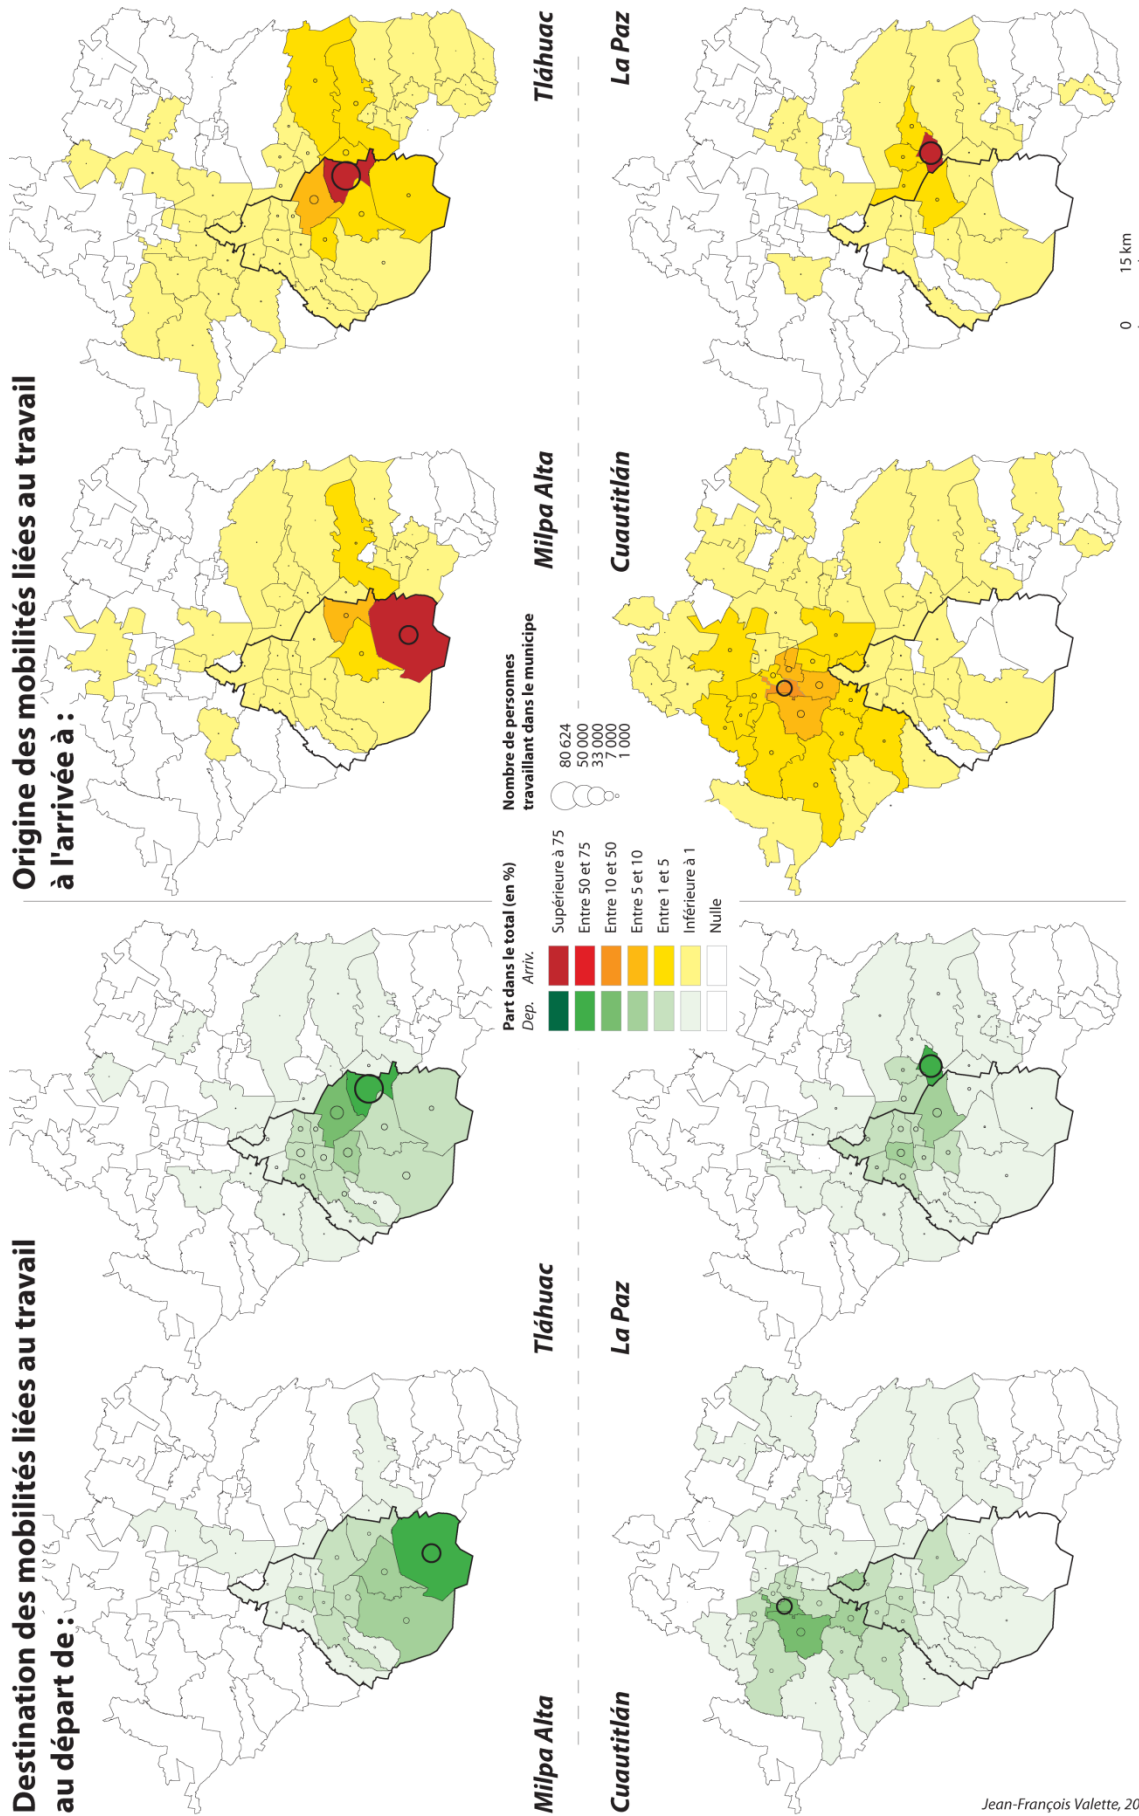 Destination des mobilités liées au travail
au départ de :
Origine des mobilités liées au travail
à l'arrivée à :
Milpa Alta
Tláhuac
Milpa Alta
Tláhuac
Part dans le total (en %)
Dep. Arriv.
Supérieure à 75
Entre 50 et 75
Entre 10 et 50
Entre 5 et 10
Entre 1 et 5
Inférieure à 1
Nulle
Nombre de personnes
travaillant dans le municipe
80 624
50 000
33 000
7 000
1 000
Cuautitlán
La Paz
Cuautitlán
La Paz
0 15 km
Jean-François Valette, 20